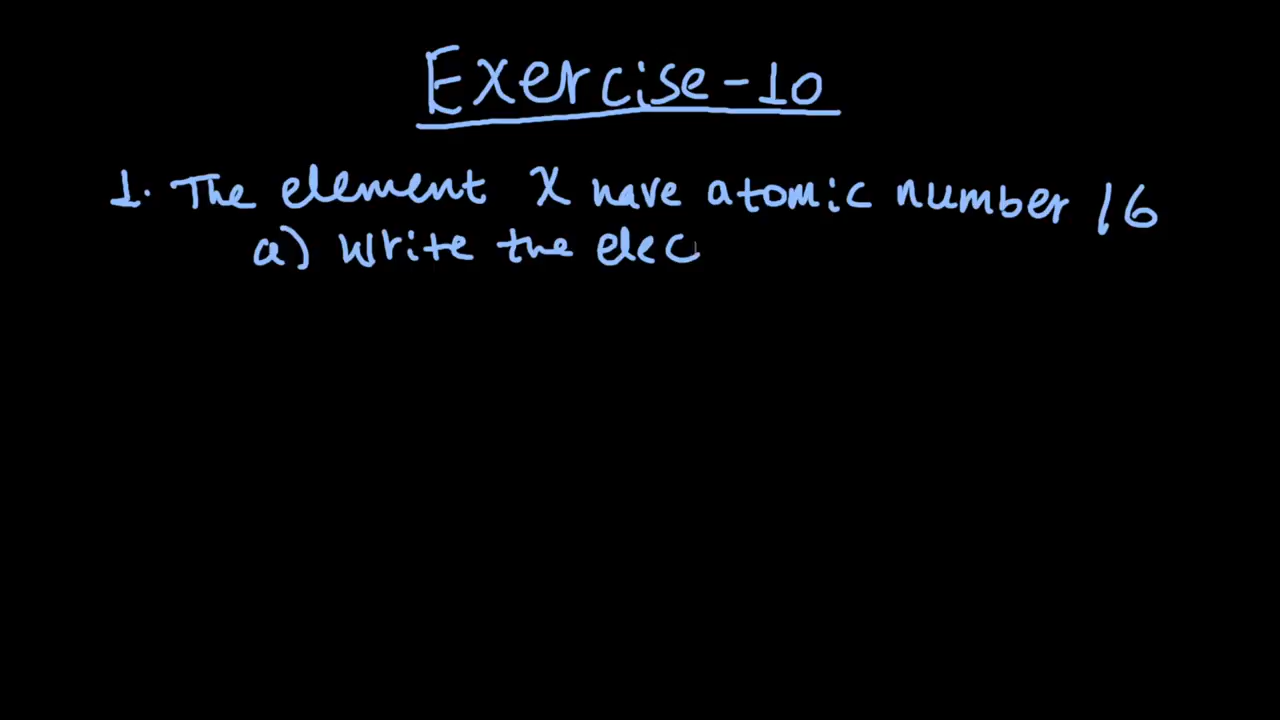 Exercise-10
1. The element X have atomic number 16
a) Write the elec